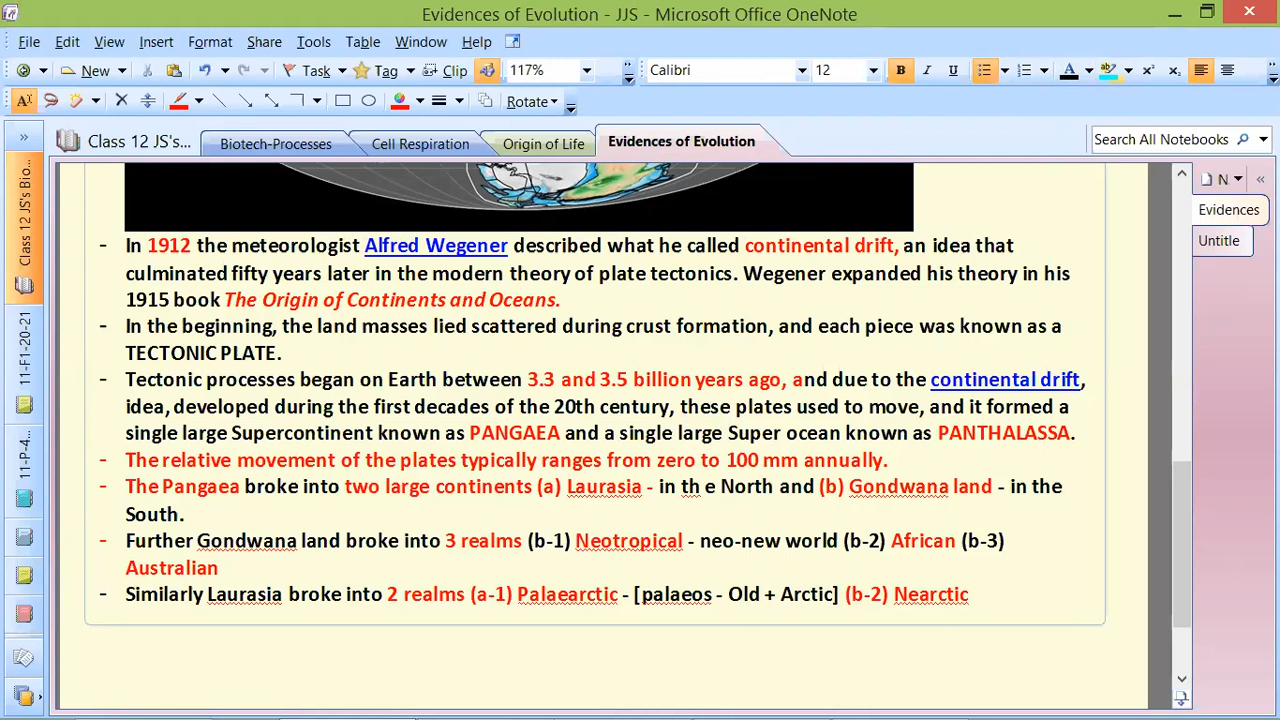 Evidences of Evolution - JJS - Microsoft Office OneNote
File Edit View Insert Format Share Tools Table Window Help
New Task Tag Clip 117% Calibri 12 B I U
Rotate
Class 12 JS's... Biotech-Processes Cell Respiration Origin of Life Evidences of Evolution Search All Notebooks
N
Evidences
Untitle
Class 12 JS's Bio...
11-F1-20-21
11-P-4...
- In 1912 the meteorologist Alfred Wegener described what he called continental drift, an idea that
culminated fifty years later in the modern theory of plate tectonics. Wegener expanded his theory in his
1915 book The Origin of Continents and Oceans.
- In the beginning, the land masses lied scattered during crust formation, and each piece was known as a
TECTONIC PLATE.
- Tectonic processes began on Earth between 3.3 and 3.5 billion years ago, and due to the continental drift,
idea, developed during the first decades of the 20th century, these plates used to move, and it formed a
single large Supercontinent known as PANGAEA and a single large Super ocean known as PANTHALASSA.
- The relative movement of the plates typically ranges from zero to 100 mm annually.
- The Pangaea broke into two large continents (a) Laurasia - in th e North and (b) Gondwana land - in the
South.
- Further Gondwana land broke into 3 realms (b-1) Neotropical - neo-new world (b-2) African (b-3)
Australian
- Similarly Laurasia broke into 2 realms (a-1) Palaearctic - [palaeos - Old + Arctic] (b-2) Nearctic